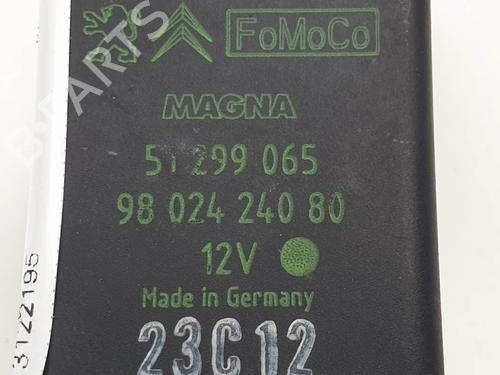 FoMoCo
MAGNA
51 299 065
98 024 240 80
12V
Made in Germany
23C12
3122195
B-PARTS